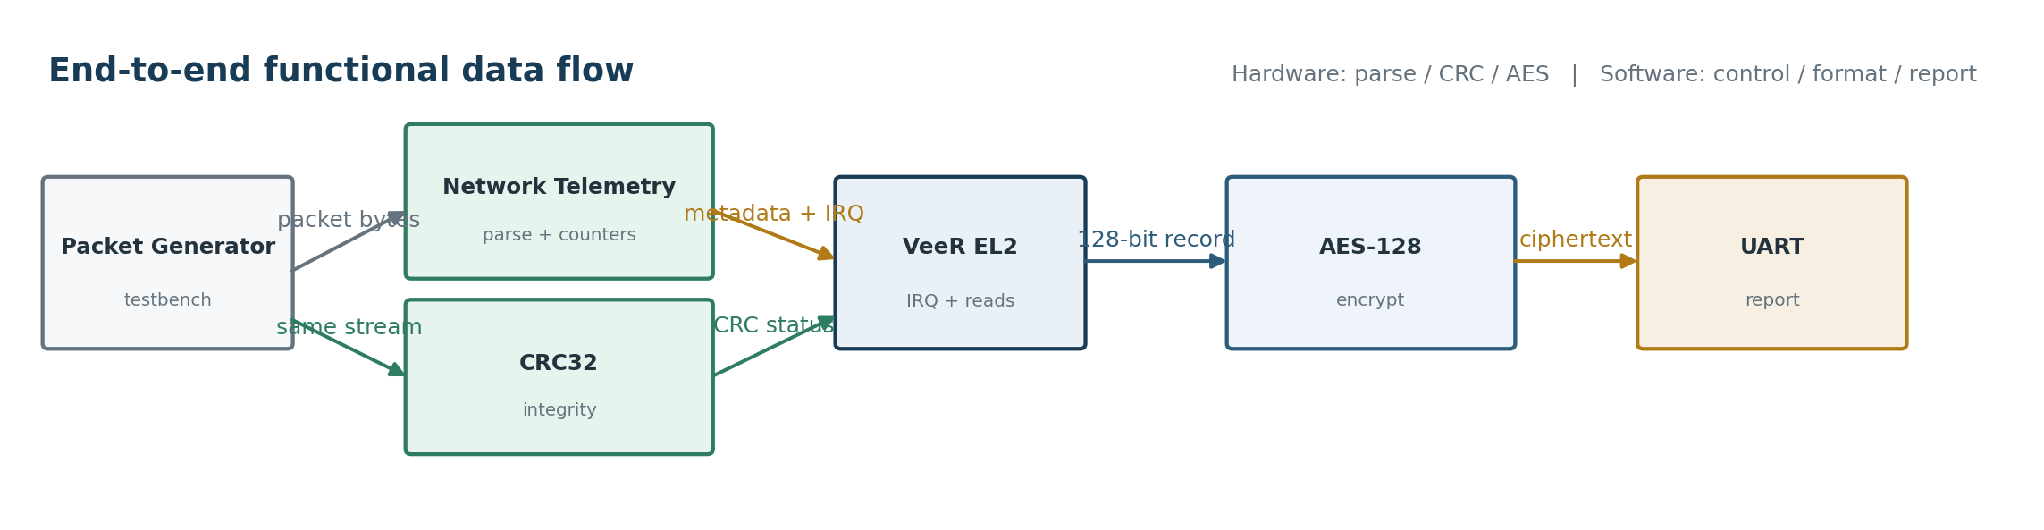 End-to-end functional data flow
Hardware: parse / CRC / AES | Software: control / format / report
Packet Generator
testbench
packet bytes
same stream
Network Telemetry
parse + counters
CRC32
integrity
metadata + IRQ
CRC status
VeeR EL2
IRQ + reads
128-bit record
AES-128
encrypt
ciphertext
UART
report